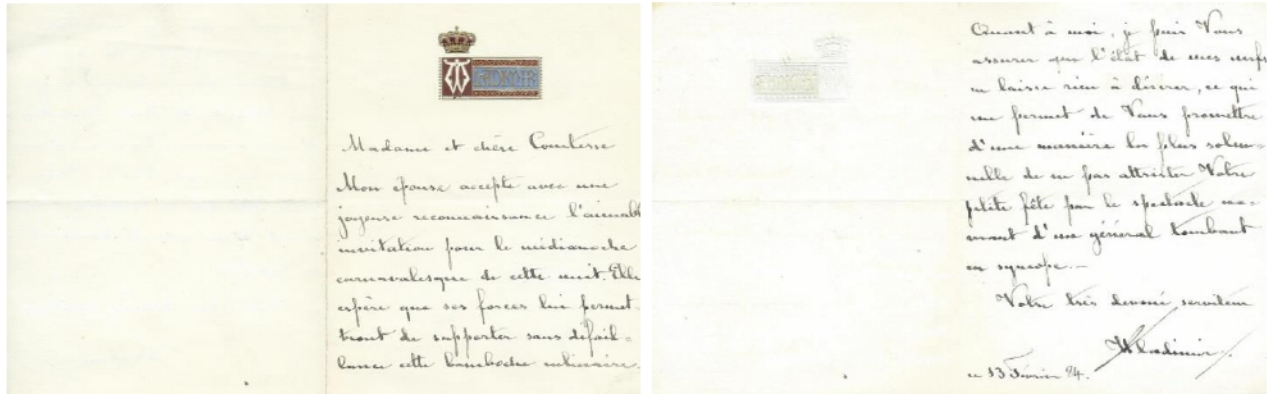 Madame et chère Comtesse
Mon épouse accepte avec une
joyeuse reconnaissance l'aimable
invitation pour le médianoche
carnavalesque de cette nuit. Elle
espère que ses forces lui permet-
tront de supporter sans défail-
lance cette bamboche culinaire.
Quant à moi, je puis Vous
assurer que l'état de mes nerfs
ne laisse rien à désirer, ce qui
me permet de Vous promettre
d'une manière la plus solen-
nelle de ne pas attrister Votre
petite fête par le spectacle na-
vrant d'un général tombant
en syncope.—
Votre très dévoué serviteur
Wladimir.
ce 13 Février 84.